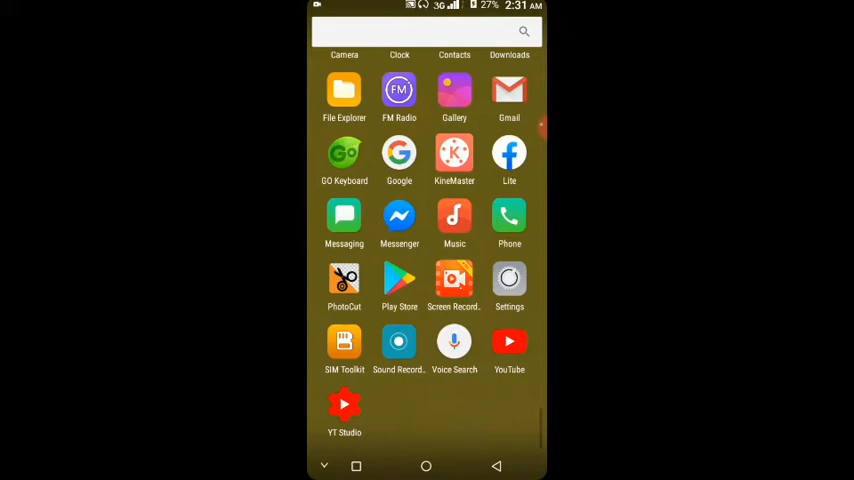 3G 27% 2:31 AM
Camera Clock Contacts Downloads
FM
File Explorer FM Radio Gallery Gmail
GO
G K f
GO Keyboard Google KineMaster Lite
Messaging Messenger Music Phone
PhotoCut Play Store Screen Record.. Settings
SIM Toolkit Sound Record.. Voice Search YouTube
YT Studio